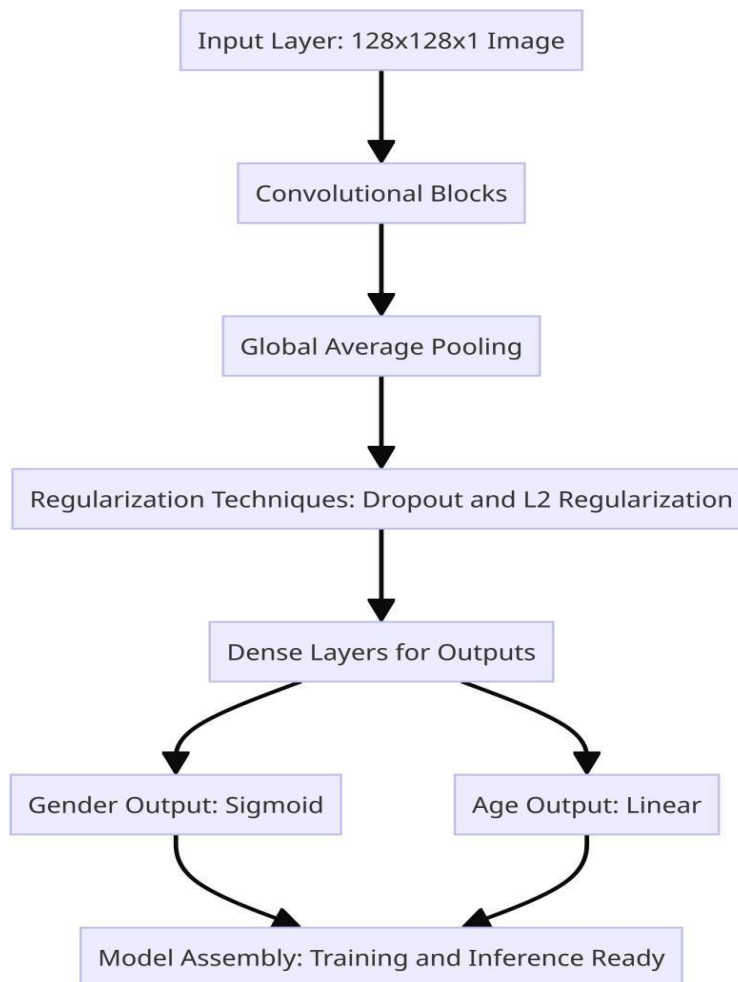 Input Layer: 128x128x1 Image
Convolutional Blocks
Global Average Pooling
Regularization Techniques: Dropout and L2 Regularization
Dense Layers for Outputs
Gender Output: Sigmoid
Age Output: Linear
Model Assembly: Training and Inference Ready